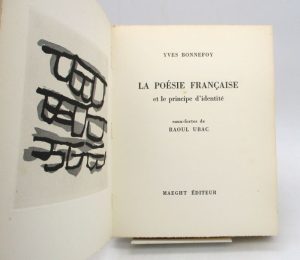 YVES BONNEFOY
LA POÉSIE FRANÇAISE
et le principe d'identité
eaux-fortes de
RAOUL UBAC
MAEGHT ÉDITEUR